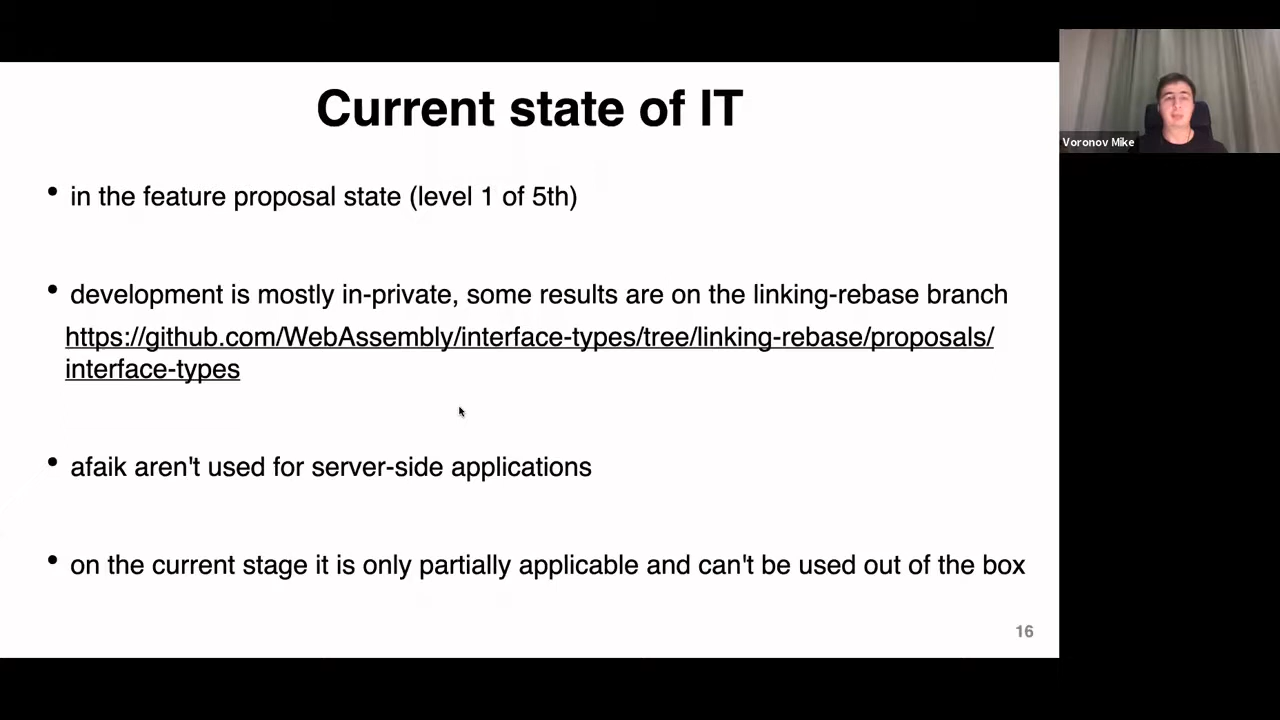 Current state of IT
• in the feature proposal state (level 1 of 5th)
• development is mostly in-private, some results are on the linking-rebase branch
https://github.com/WebAssembly/interface-types/tree/linking-rebase/proposals/
interface-types
• afaik aren't used for server-side applications
• on the current stage it is only partially applicable and can't be used out of the box
16
Voronov Mike